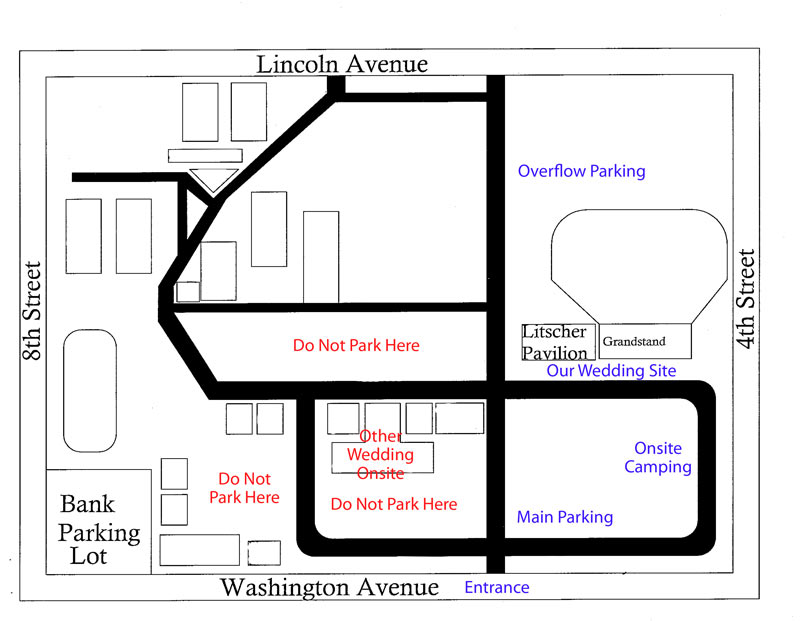 Lincoln Avenue
Overflow Parking
8th Street
4th Street
Litscher
Pavilion
Grandstand
Do Not Park Here
Our Wedding Site
Other
Wedding
Onsite
Do Not Park Here
Do Not
Park Here
Onsite
Camping
Main Parking
Bank
Parking
Lot
Washington Avenue
Entrance